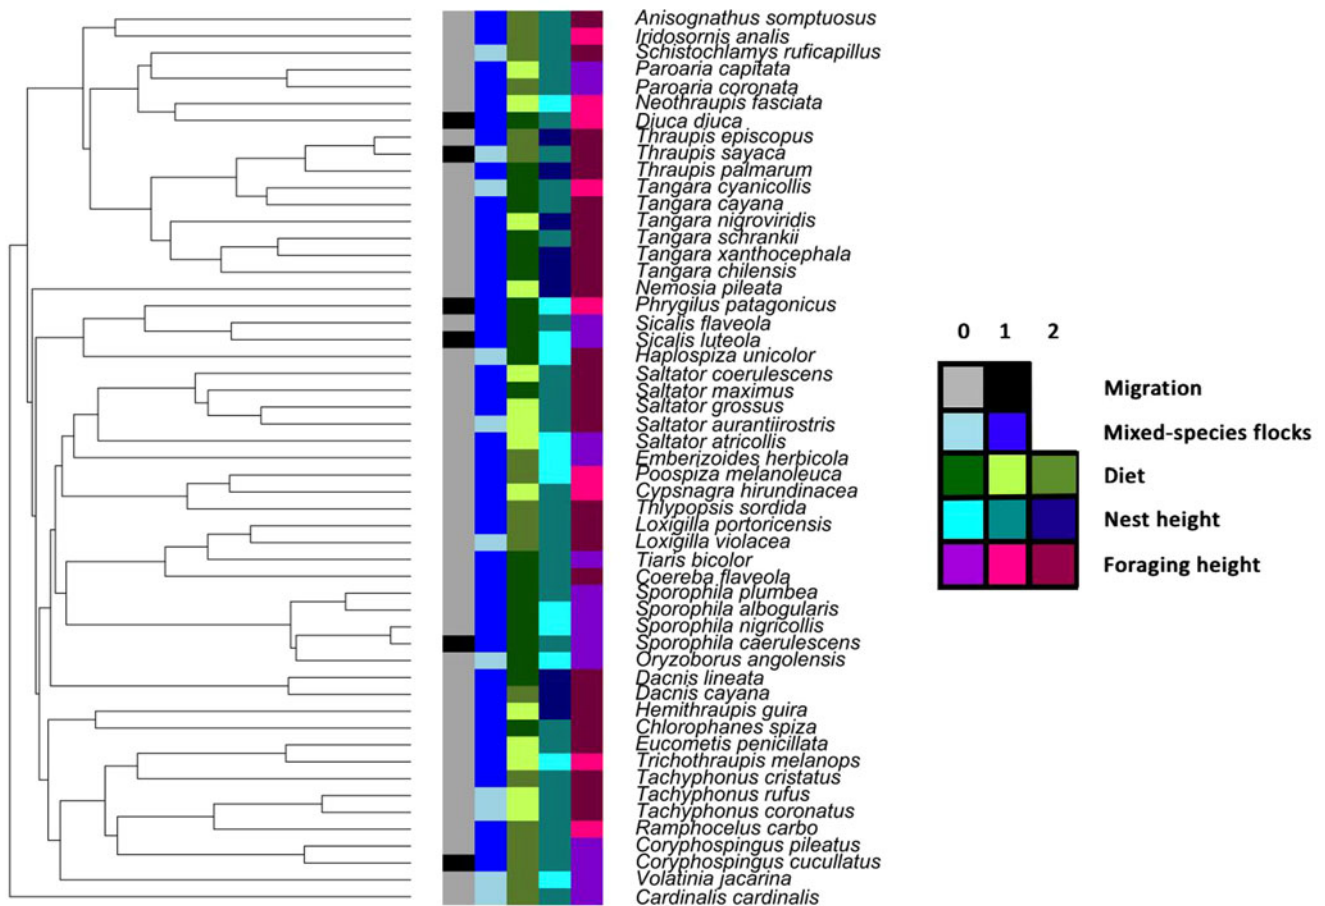 Anisognathus somptuosus
Iridosornis analis
Schistochlamys ruficapillus
Paroaria capitata
Paroaria coronata
Neothraupis fasciata
Diuca diuca
Thraupis episcopus
Thraupis sayaca
Thraupis palmarum
Tangara cyanicollis
Tangara cayana
Tangara nigroviridis
Tangara schrankii
Tangara xanthocephala
Tangara chilensis
Nemosia pileata
Phrygilus patagonicus
Sicalis flaveola
Sicalis luteola
Haplospiza unicolor
Saltator coerulescens
Saltator maximus
Saltator grossus
Saltator aurantiirostris
Saltator atricollis
Emberizoides herbicola
Poospiza melanoleuca
Cypsnagra hirundinacea
Thlypopsis sordida
Loxigilla portoricensis
Loxigilla violacea
Tiaris bicolor
Coereba flaveola
Sporophila plumbea
Sporophila albogularis
Sporophila nigricollis
Sporophila caerulescens
Oryzoborus angolensis
Dacnis lineata
Dacnis cayana
Hemithraupis guira
Chlorophanes spiza
Eucometis penicillata
Trichothraupis melanops
Tachyphonus cristatus
Tachyphonus rufus
Tachyphonus coronatus
Ramphocelus carbo
Coryphospingus pileatus
Coryphospingus cucullatus
Volatinia jacarina
Cardinalis cardinalis
0 1 2
Migration
Mixed-species flocks
Diet
Nest height
Foraging height